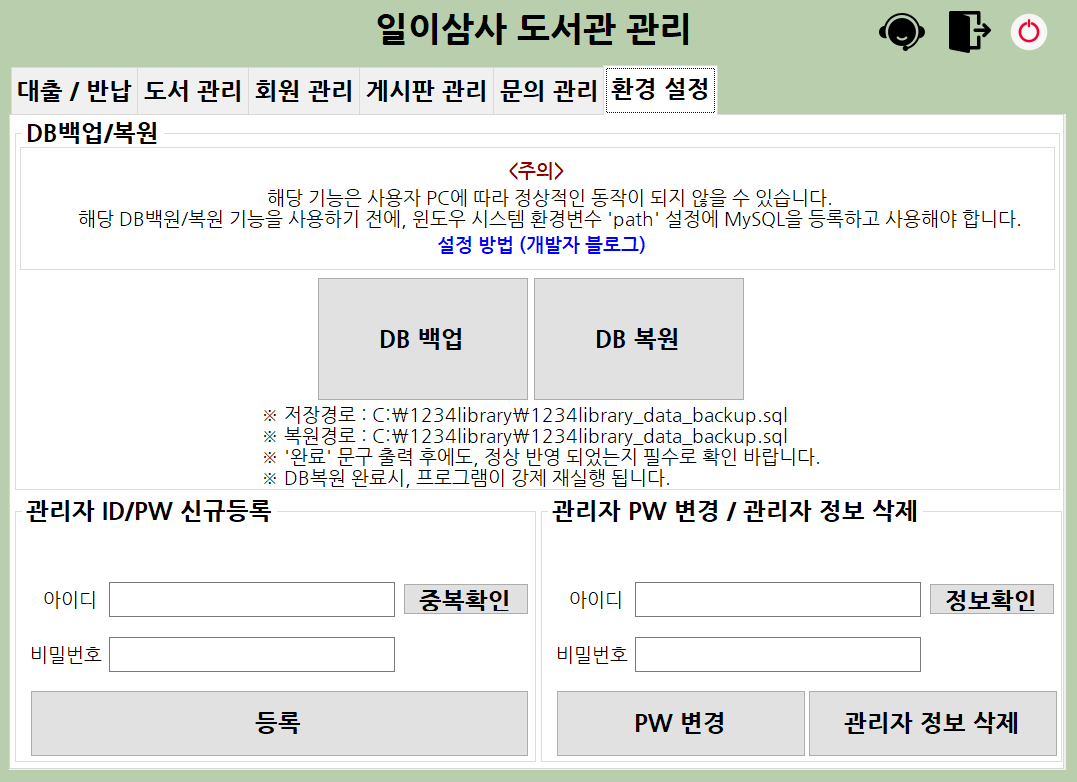 일이삼사 도서관 관리
대출 / 반납 도서 관리 회원 관리 게시판 관리 문의 관리 환경 설정
DB백업/복원
<주의>
해당 기능은 사용자 PC에 따라 정상적인 동작이 되지 않을 수 있습니다.
해당 DB백원/복원 기능을 사용하기 전에, 윈도우 시스템 환경변수 'path' 설정에 MySQL을 등록하고 사용해야 합니다.
설정 방법 (개발자 블로그)
DB 백업 DB 복원
※ 저장경로 : C:₩1234library₩1234library_data_backup.sql
※ 복원경로 : C:₩1234library₩1234library_data_backup.sql
※ '완료' 문구 출력 후에도, 정상 반영 되었는지 필수로 확인 바랍니다.
※ DB복원 완료시, 프로그램이 강제 재실행 됩니다.
관리자 ID/PW 신규등록
아이디 중복확인
비밀번호
등록
관리자 PW 변경 / 관리자 정보 삭제
아이디 정보확인
비밀번호
PW 변경 관리자 정보 삭제